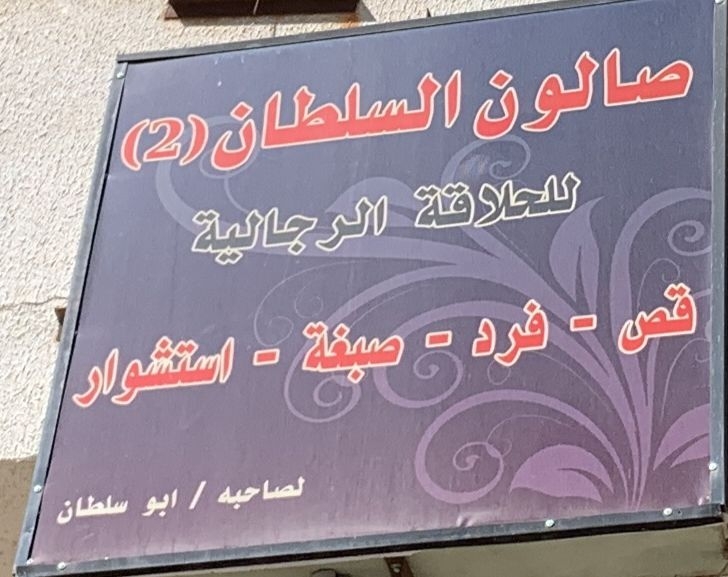 صالون السلطان (2)
للحلاقة الرجالية
قص - فرد - صبغة - استشوار
لصاحبه / ابو سلطان